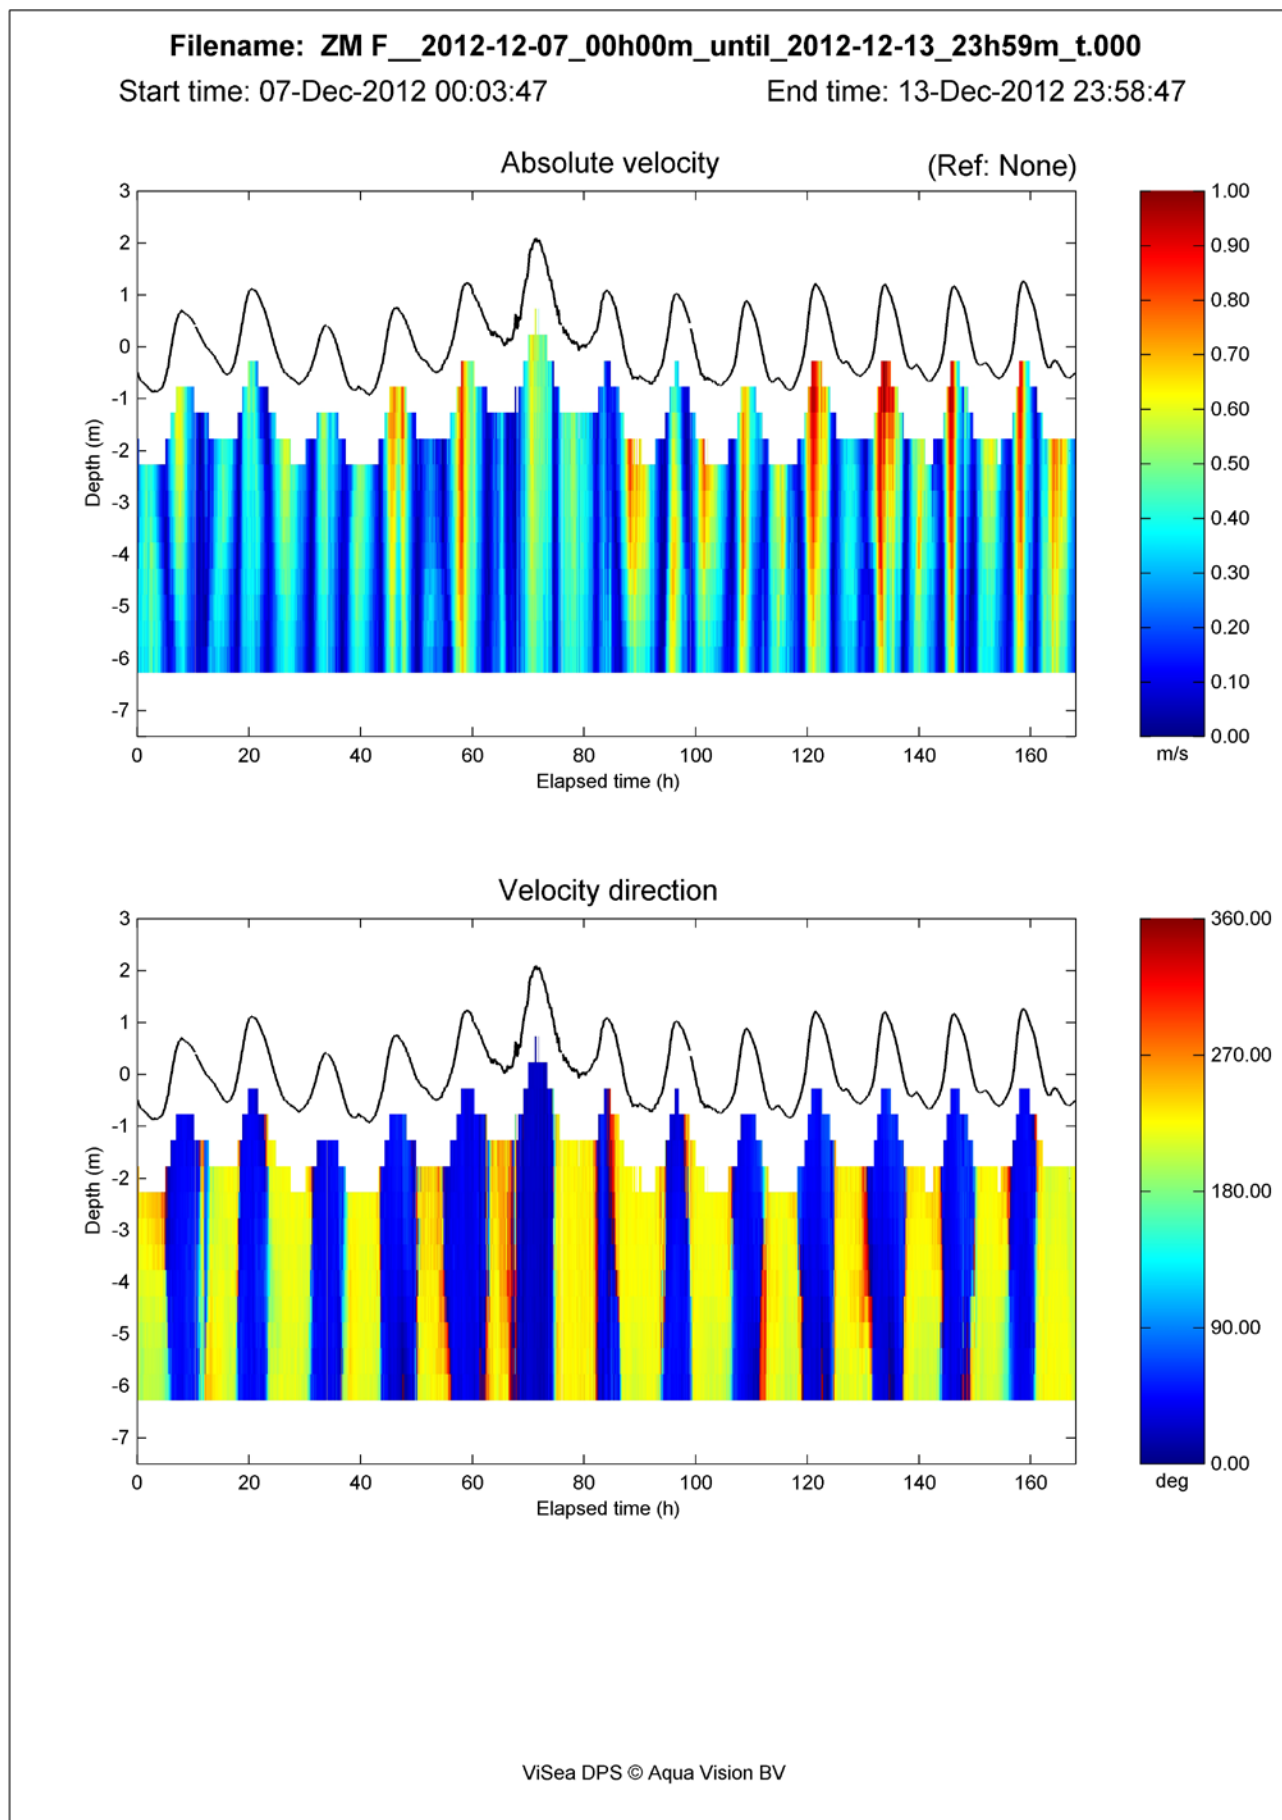 Filename: ZM F__2012-12-07_00h00m_until_2012-12-13_23h59m_t.000
Start time: 07-Dec-2012 00:03:47 End time: 13-Dec-2012 23:58:47
Absolute velocity (Ref: None)
3
2
1
0
-1
-2
-3
-4
-5
-6
-7
Depth (m)
0 20 40 60 80 100 120 140 160
Elapsed time (h)
1.00
0.90
0.80
0.70
0.60
0.50
0.40
0.30
0.20
0.10
0.00
m/s
Velocity direction
3
2
1
0
-1
-2
-3
-4
-5
-6
-7
Depth (m)
0 20 40 60 80 100 120 140 160
Elapsed time (h)
360.00
270.00
180.00
90.00
0.00
deg
ViSea DPS © Aqua Vision BV